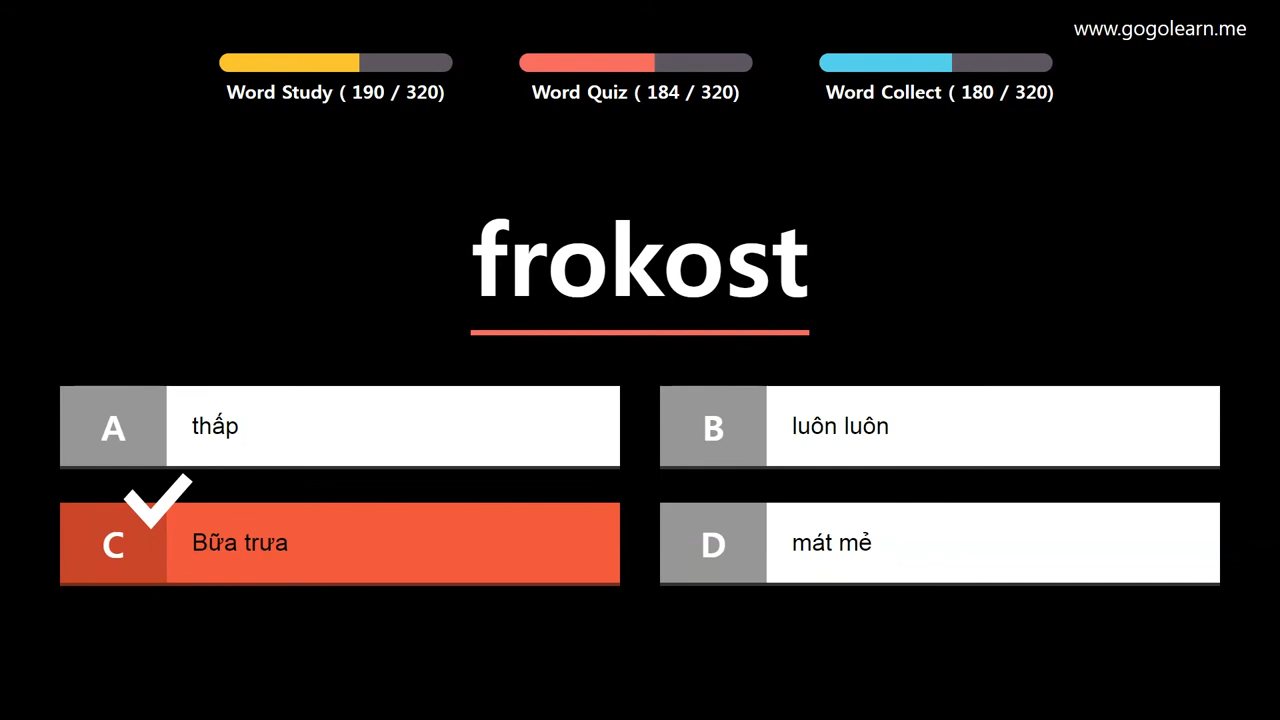 www.gogolearn.me
Word Study ( 190 / 320)
Word Quiz ( 184 / 320)
Word Collect ( 180 / 320)
frokost
A
thấp
B
luôn luôn
C
Bữa trưa
D
mát mẻ